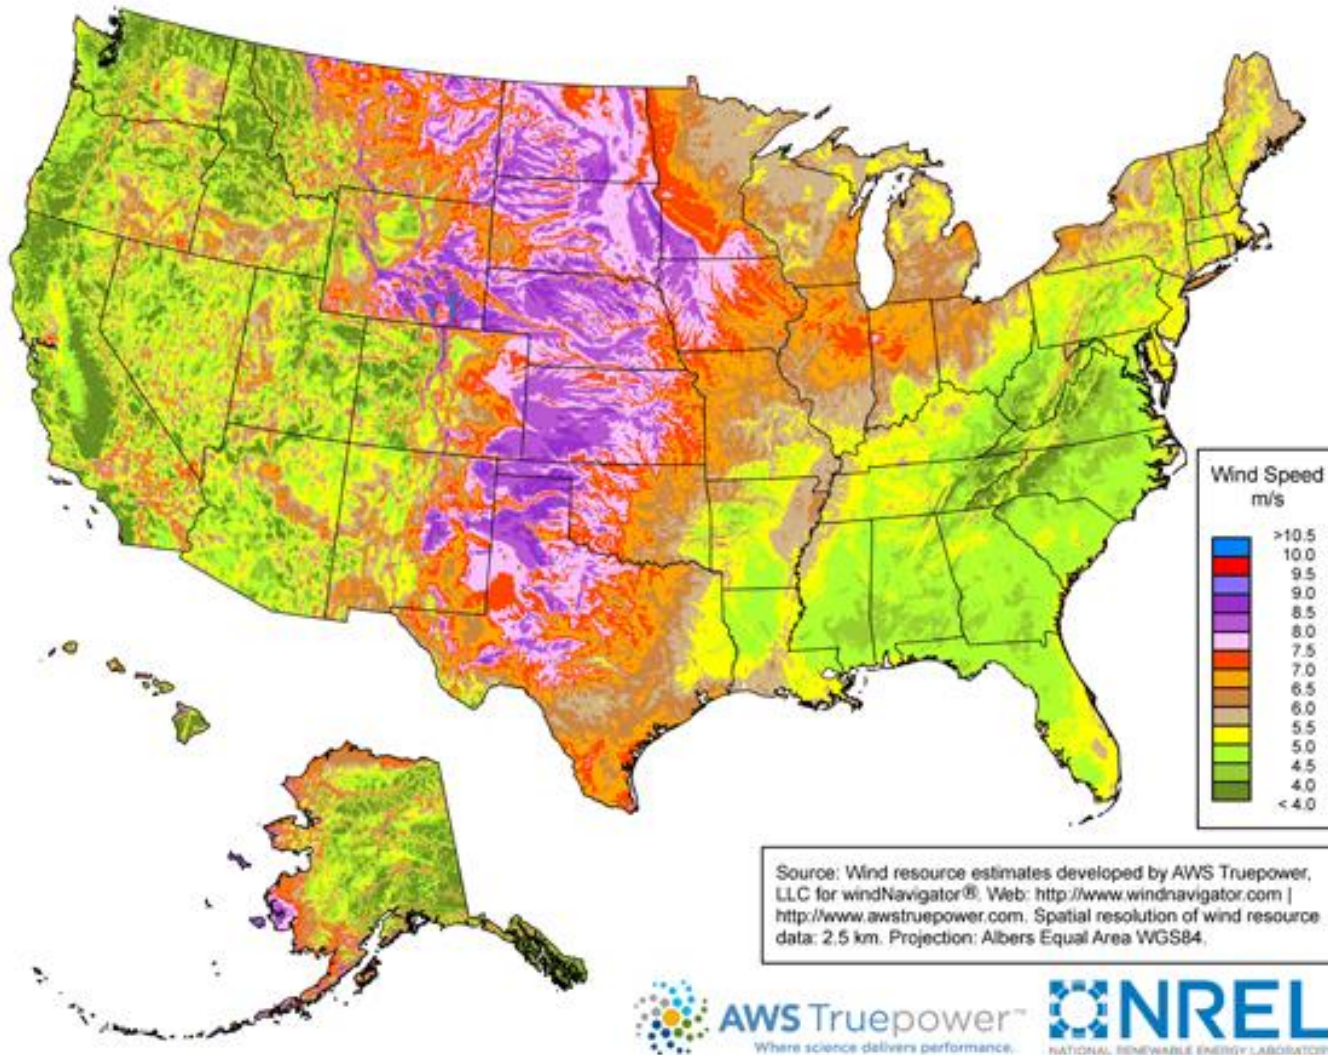 Wind Speed
m/s
>10.5
10.0
9.5
9.0
8.5
8.0
7.5
7.0
6.5
6.0
5.5
5.0
4.5
4.0
< 4.0
Source: Wind resource estimates developed by AWS Truepower,
LLC for windNavigator®. Web: http://www.windnavigator.com |
http://www.awstruepower.com. Spatial resolution of wind resource
data: 2.5 km. Projection: Albers Equal Area WGS84.
AWS Truepower™
Where science delivers performance.
NREL
NATIONAL RENEWABLE ENERGY LABORATORY